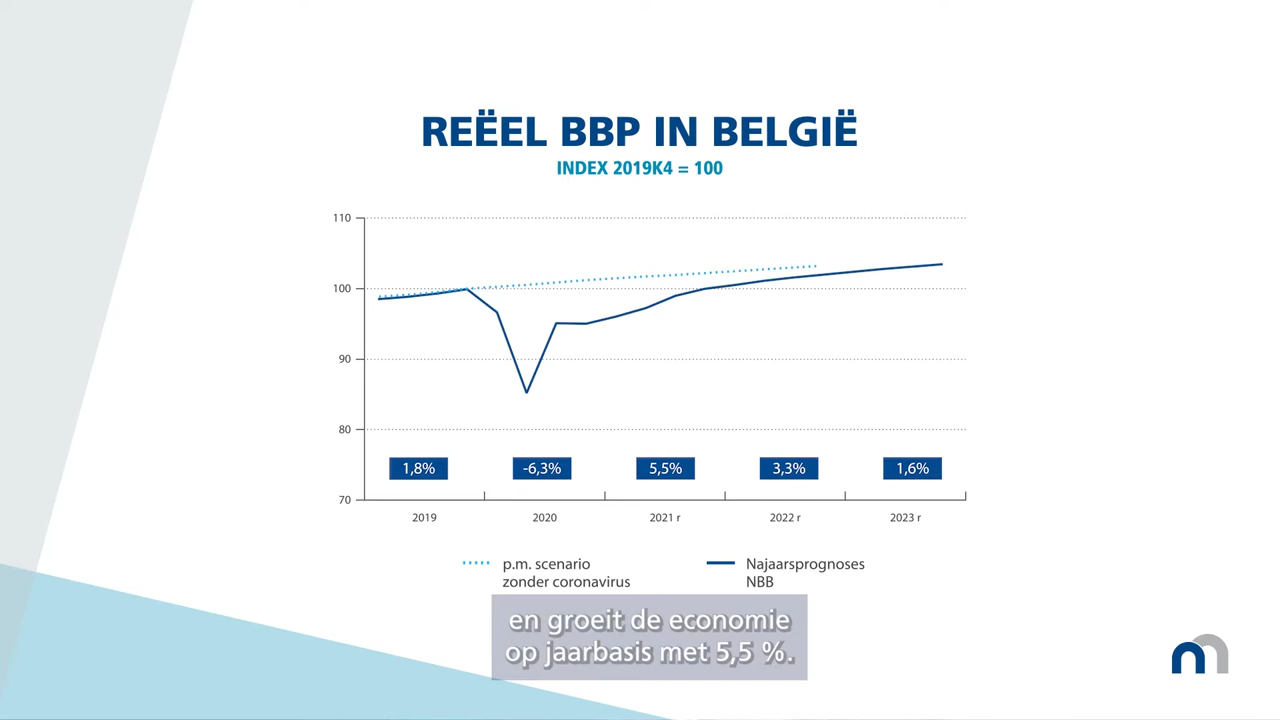 REËEL BBP IN BELGIË
INDEX 2019K4 = 100
110
100
90
80
70
1,8%
-6,3%
5,5%
3,3%
1,6%
2019
2020
2021 r
2022 r
2023 r
p.m. scenario
zonder coronavirus
Najaarsprognoses
NBB
en groeit de economie
op jaarbasis met 5,5 %.